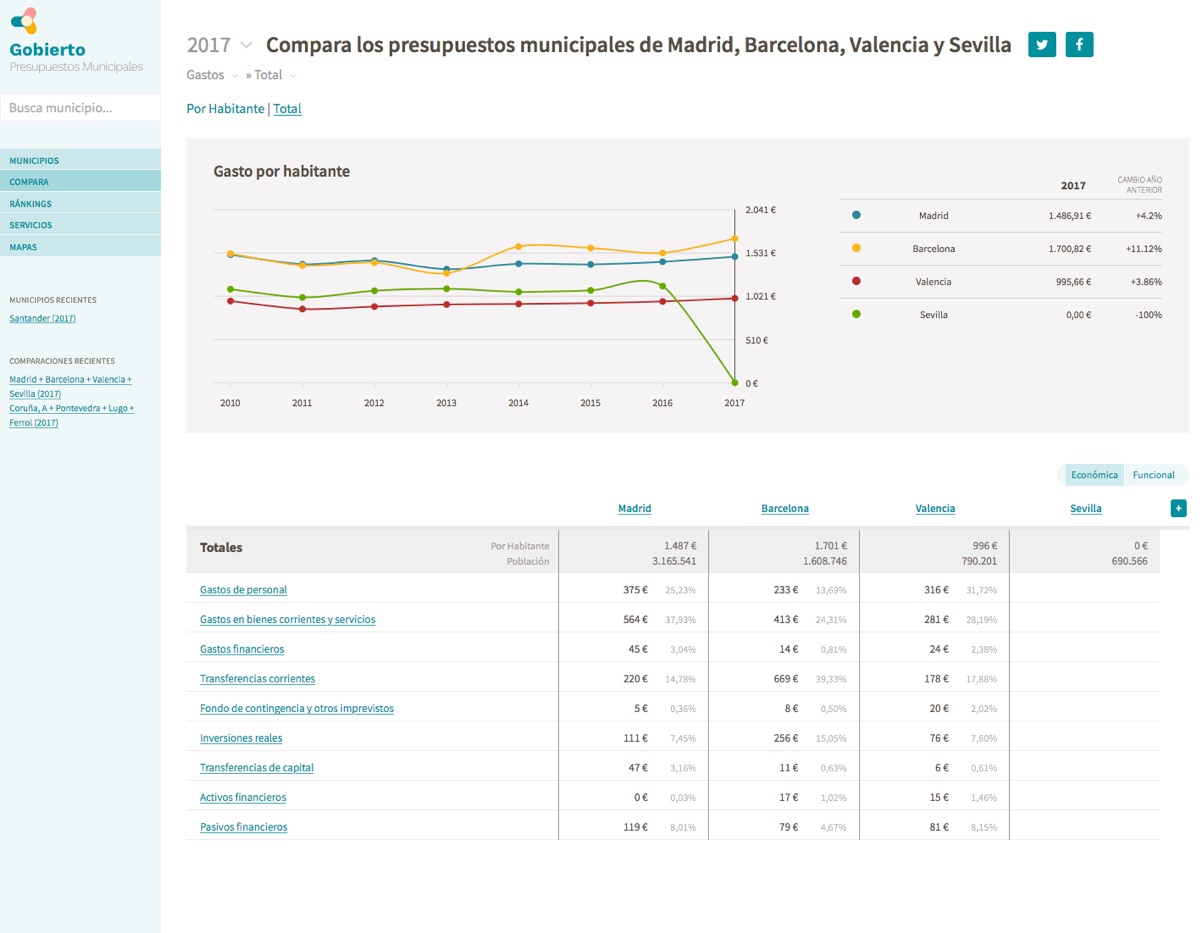 Gobierto
Presupuestos Municipales
Busca municipio...
MUNICIPIOS
COMPARA
RÁNKINGS
SERVICIOS
MAPAS
MUNICIPIOS RECIENTES
Santander (2017)
COMPARACIONES RECIENTES
Madrid + Barcelona + Valencia +
Sevilla (2017)
Coruña, A + Pontevedra + Lugo +
Ferrol (2017)
2017 Compara los presupuestos municipales de Madrid, Barcelona, Valencia y Sevilla
Gastos » Total
Por Habitante | Total
Gasto por habitante
2.041 €
1.531 €
1.021 €
510 €
0 €
2010 2011 2012 2013 2014 2015 2016 2017
2017 CAMBIO AÑO
ANTERIOR
Madrid 1.486,91 € +4.2%
Barcelona 1.700,82 € +11.12%
Valencia 995,66 € +3.86%
Sevilla 0,00 € -100%
Económica Funcional
Madrid Barcelona Valencia Sevilla +
Totales Por Habitante 1.487 € 1.701 € 996 € 0 €
Población 3.165.541 1.608.746 790.201 690.566
Gastos de personal 375 € 25,23% 233 € 13,69% 316 € 31,72%
Gastos en bienes corrientes y servicios 564 € 37,93% 413 € 24,31% 281 € 28,19%
Gastos financieros 45 € 3,04% 14 € 0,81% 24 € 2,38%
Transferencias corrientes 220 € 14,78% 669 € 39,33% 178 € 17,88%
Fondo de contingencia y otros imprevistos 5 € 0,36% 8 € 0,50% 20 € 2,02%
Inversiones reales 111 € 7,45% 256 € 15,05% 76 € 7,60%
Transferencias de capital 47 € 3,16% 11 € 0,63% 6 € 0,61%
Activos financieros 0 € 0,03% 17 € 1,02% 15 € 1,46%
Pasivos financieros 119 € 8,01% 79 € 4,67% 81 € 8,15%